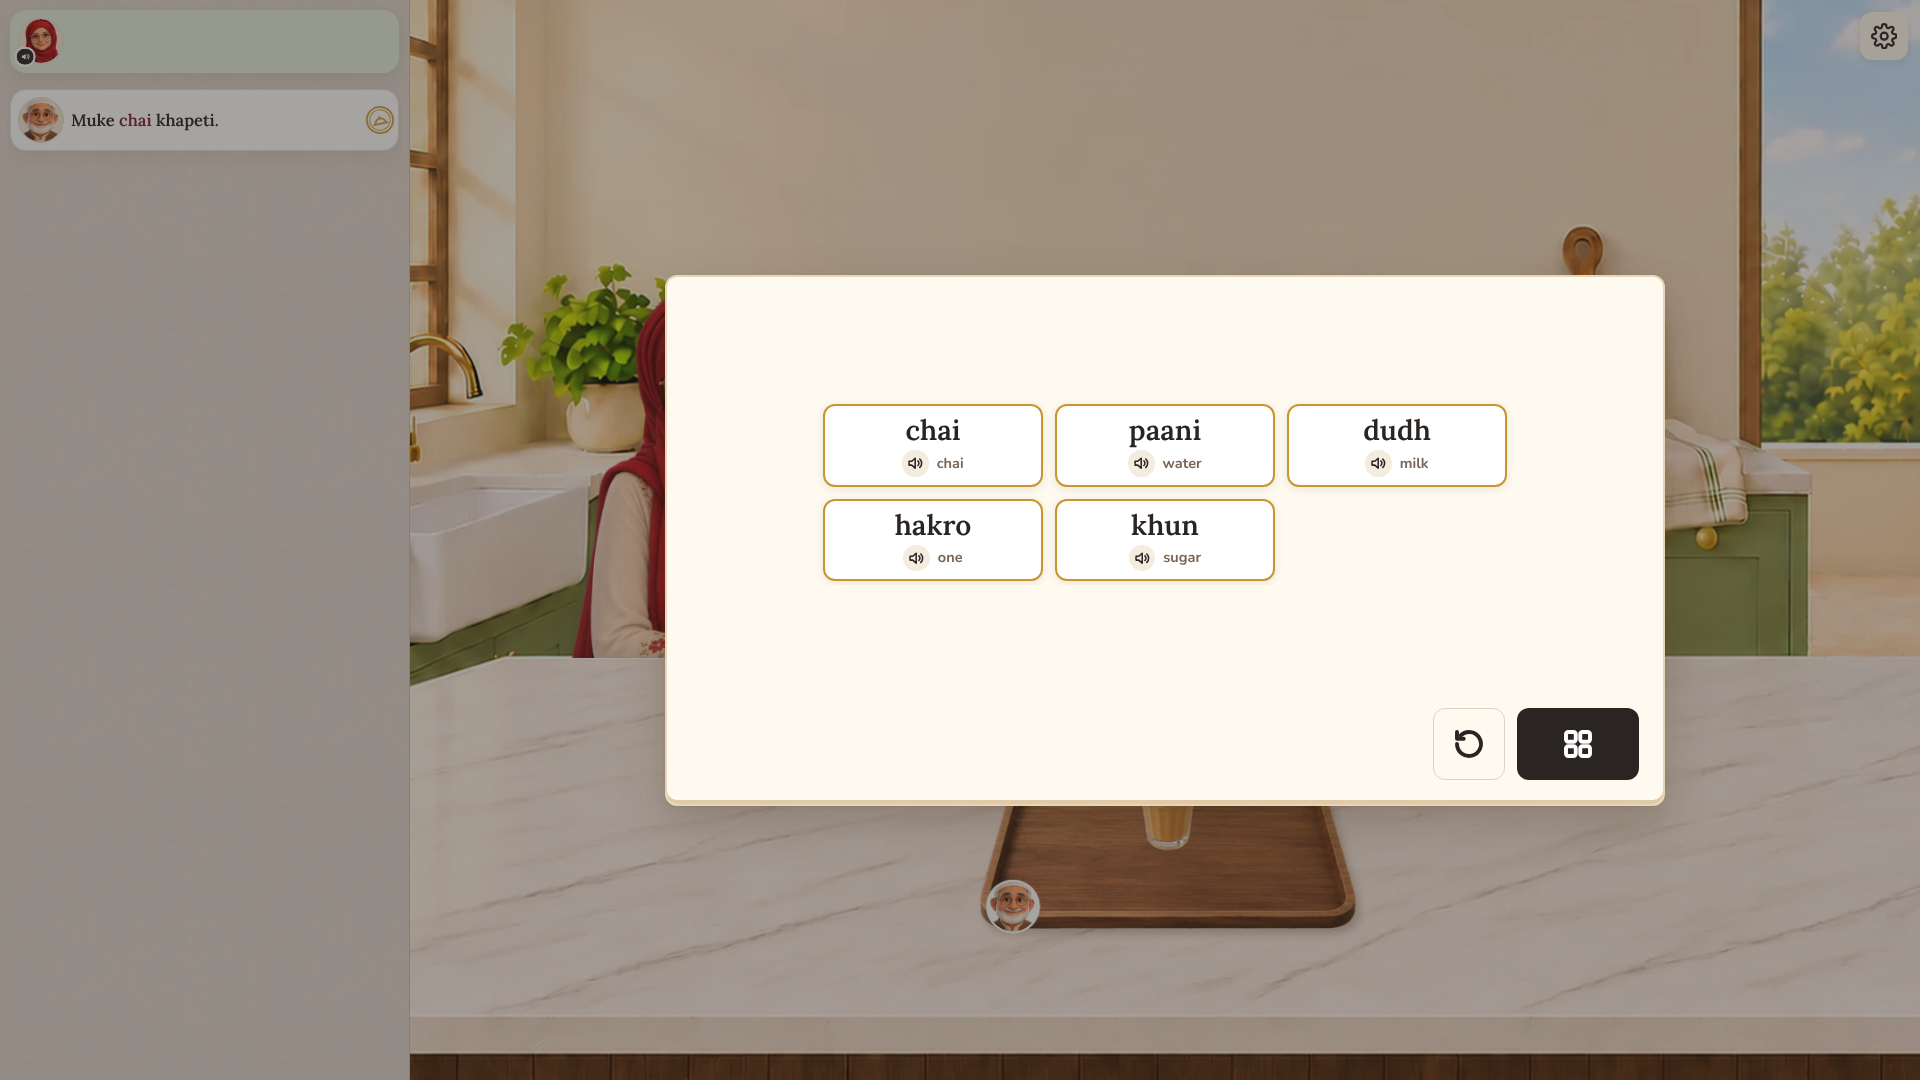 Muke chai khapeti.
chai
chai
paani
water
dudh
milk
hakro
one
khun
sugar